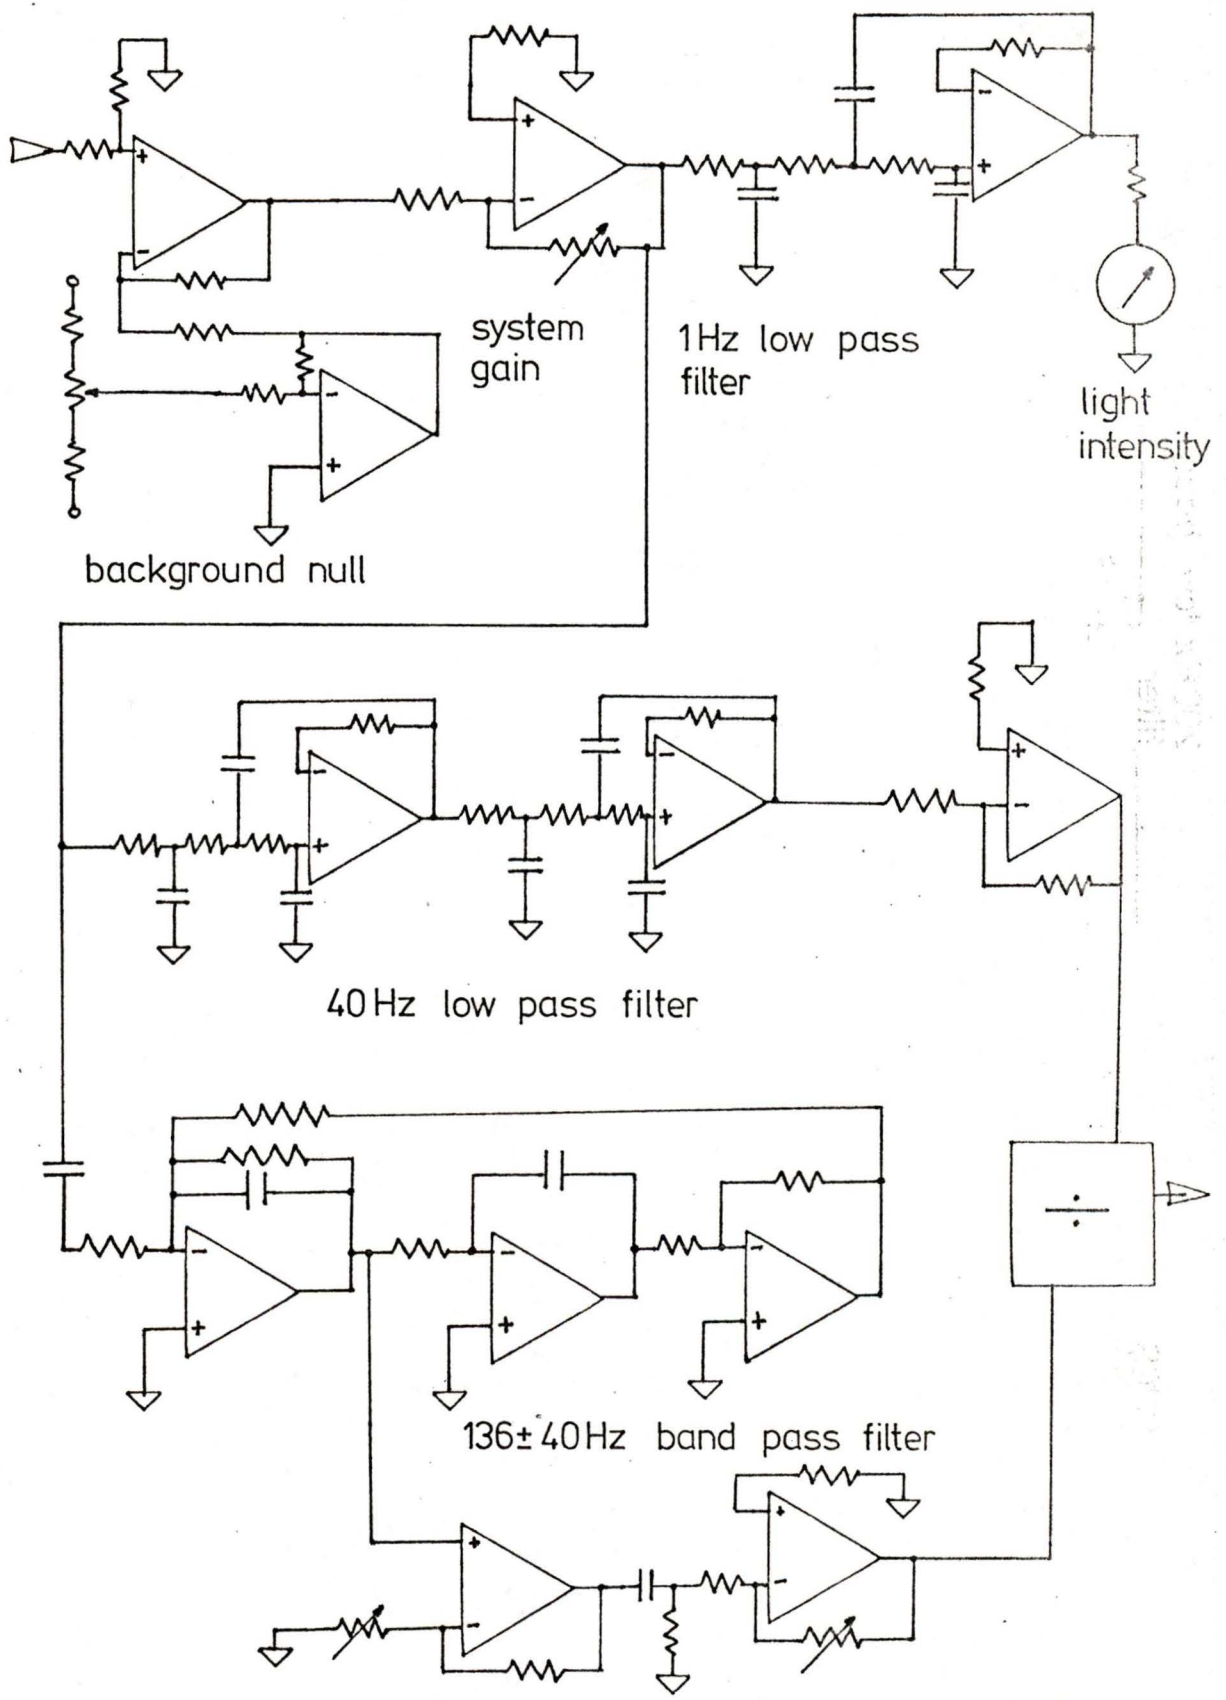 system
gain
1Hz low pass
filter
light
intensity
background null
40Hz low pass filter
136± 40Hz band pass filter